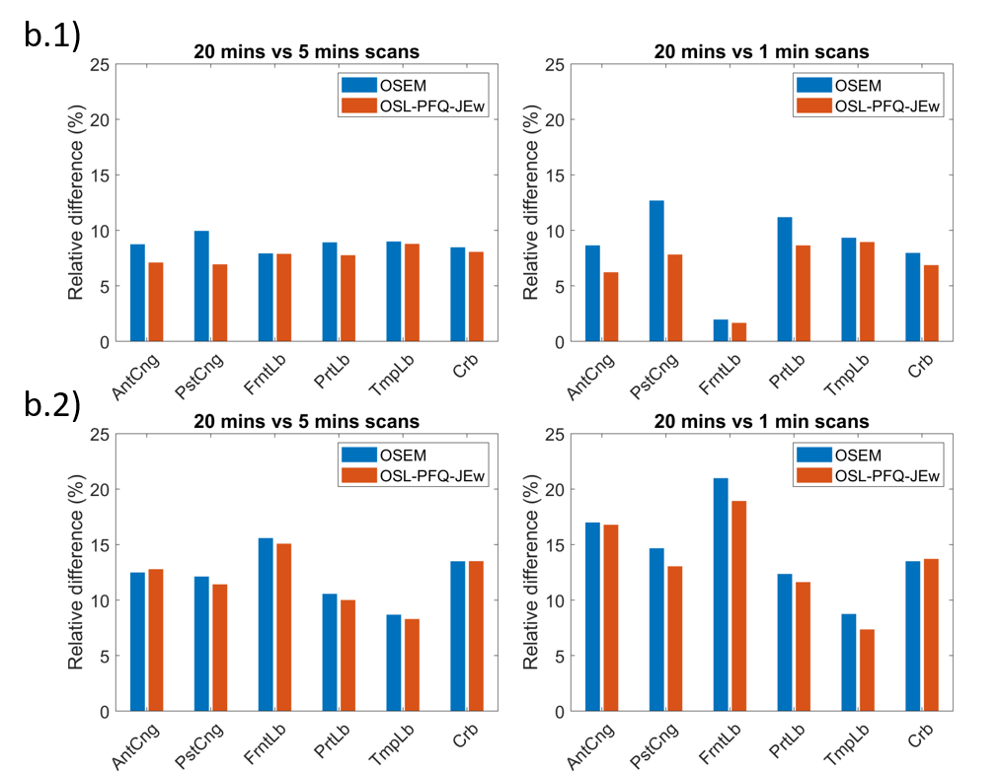 b.1)
20 mins vs 5 mins scans
25
20
15
10
5
0
Relative difference (%)
OSEM
OSL-PFQ-JEw
AntCng
PstCng
FrntLb
PrtLb
TmpLb
Crb
20 mins vs 1 min scans
25
20
15
10
5
0
Relative difference (%)
OSEM
OSL-PFQ-JEw
AntCng
PstCng
FrntLb
PrtLb
TmpLb
Crb
b.2)
20 mins vs 5 mins scans
25
20
15
10
5
0
Relative difference (%)
OSEM
OSL-PFQ-JEw
AntCng
PstCng
FrntLb
PrtLb
TmpLb
Crb
20 mins vs 1 min scans
25
20
15
10
5
0
Relative difference (%)
OSEM
OSL-PFQ-JEw
AntCng
PstCng
FrntLb
PrtLb
TmpLb
Crb